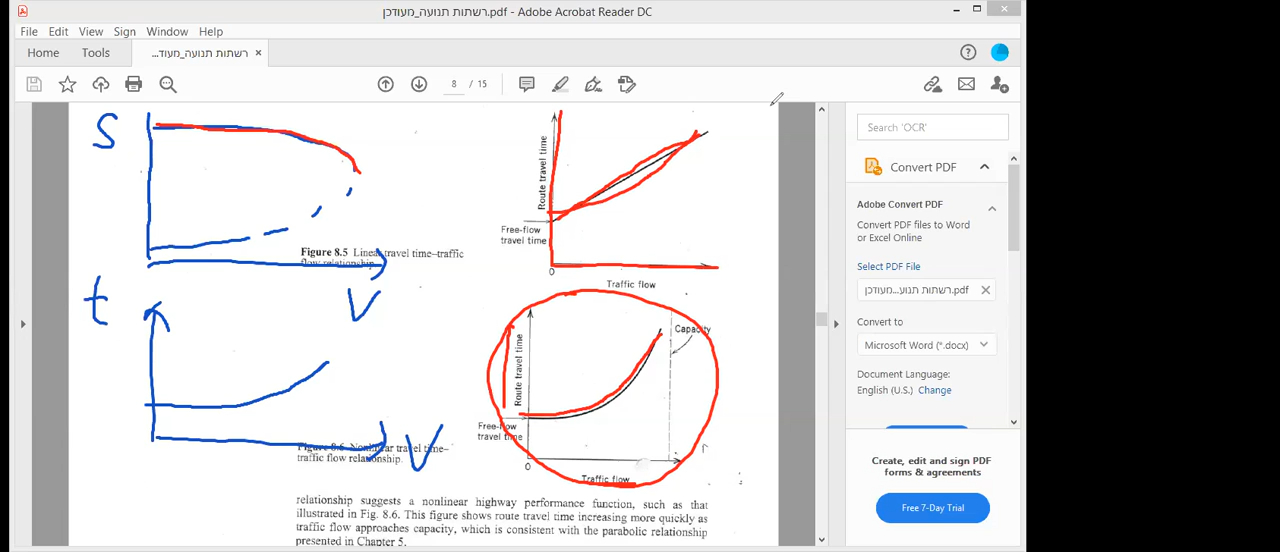 רשתות תנועה_מעודכן.pdf - Adobe Acrobat Reader DC
File Edit View Sign Window Help
Home Tools
רשתות תנועה_מעוד...
8 / 15
S
V
Figure 8.5 Linear travel time–traffic
flow relationship.
Route travel time
Free-flow
travel time
0
Traffic flow
t
V
Figure 8.6 Nonlinear travel time–
traffic flow relationship.
Route travel time
Capacity
Free-flow
travel time
0
Traffic flow
relationship suggests a nonlinear highway performance function, such as that
illustrated in Fig. 8.6. This figure shows route travel time increasing more quickly as
traffic flow approaches capacity, which is consistent with the parabolic relationship
presented in Chapter 5.
Search 'OCR'
Convert PDF
Adobe Convert PDF
Convert PDF files to Word
or Excel Online
Select PDF File
רשתות תנוע...מעודכן.pdf
Convert to
Microsoft Word (*.docx)
Document Language:
English (U.S.) Change
Create, edit and sign PDF
forms & agreements
Free 7-Day Trial